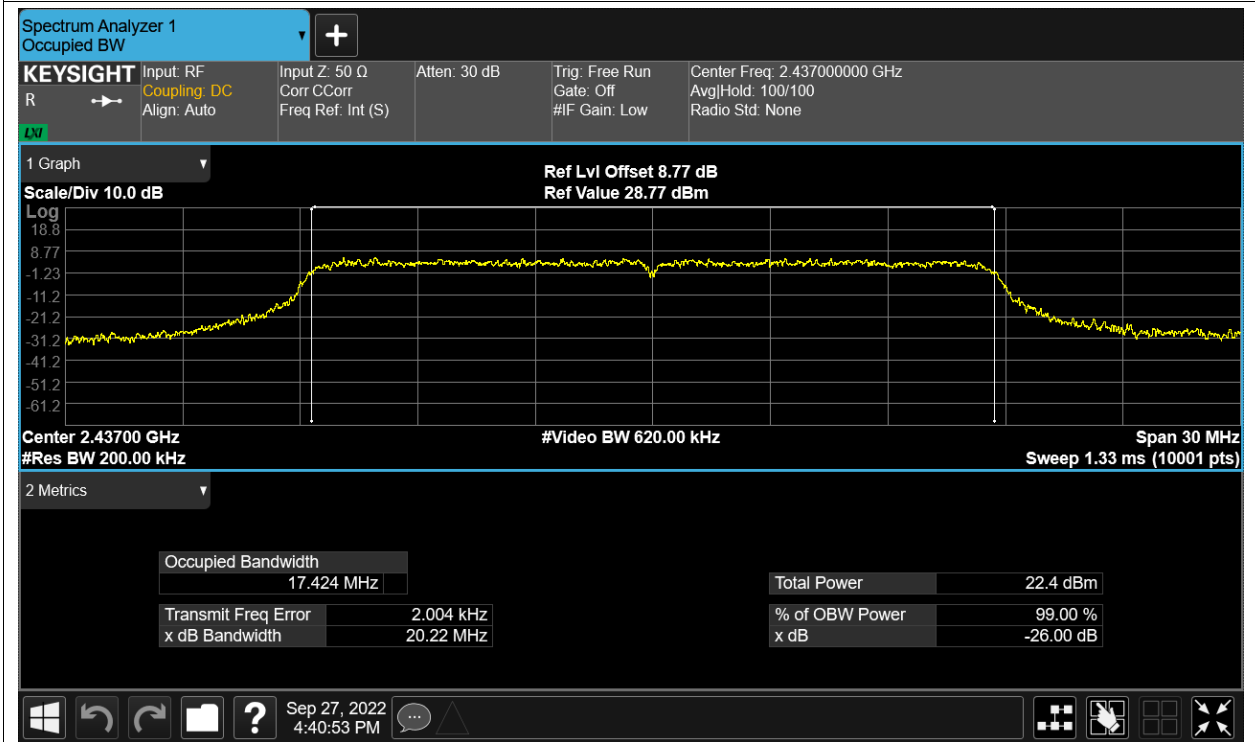 Spectrum Analyzer 1
Occupied BW
KEYSIGHT
R
LXI
Input: RF
Coupling: DC
Align: Auto
Input Z: 50 Ω
Corr CCorr
Freq Ref: Int (S)
Atten: 30 dB
Trig: Free Run
Gate: Off
#IF Gain: Low
Center Freq: 2.437000000 GHz
Avg|Hold: 100/100
Radio Std: None
1 Graph
Scale/Div 10.0 dB
Ref Lvl Offset 8.77 dB
Ref Value 28.77 dBm
Log
18.8
8.77
-1.23
-11.2
-21.2
-31.2
-41.2
-51.2
-61.2
Center 2.43700 GHz
#Res BW 200.00 kHz
#Video BW 620.00 kHz
Span 30 MHz
Sweep 1.33 ms (10001 pts)
2 Metrics
Occupied Bandwidth
17.424 MHz
Transmit Freq Error 2.004 kHz
x dB Bandwidth 20.22 MHz
Total Power 22.4 dBm
% of OBW Power 99.00 %
x dB -26.00 dB
?
Sep 27, 2022
4:40:53 PM